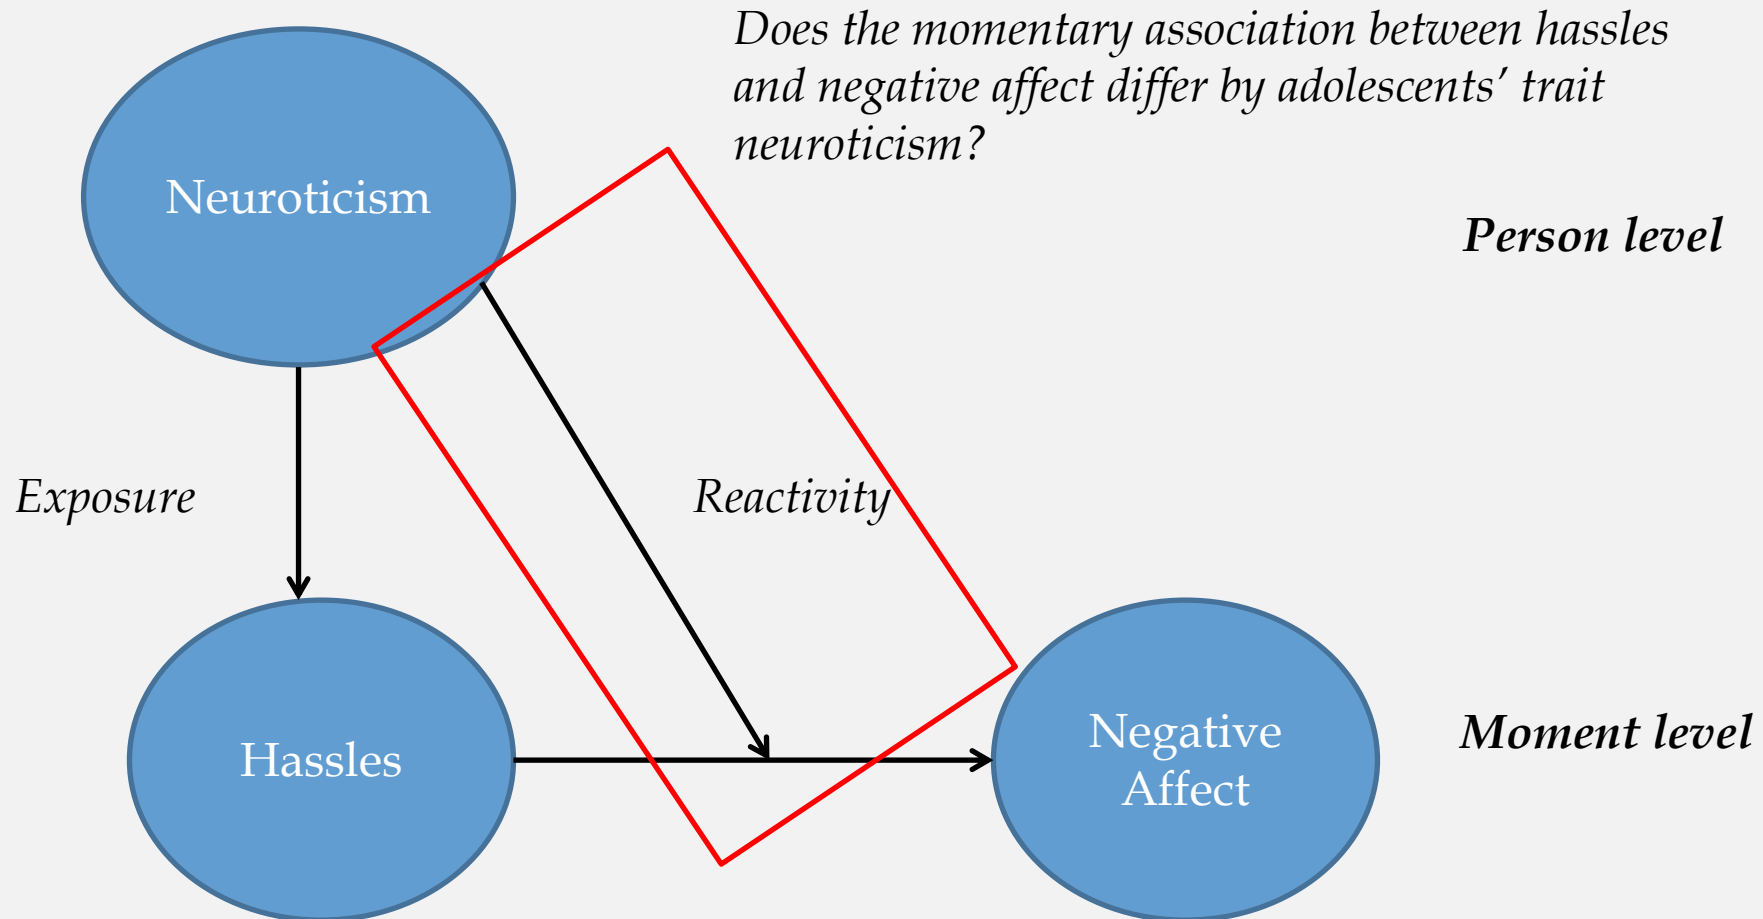 Does the momentary association between hassles
and negative affect differ by adolescents’ trait
neuroticism?
Neuroticism
Person level
Exposure
Reactivity
Hassles
Negative
Affect
Moment level